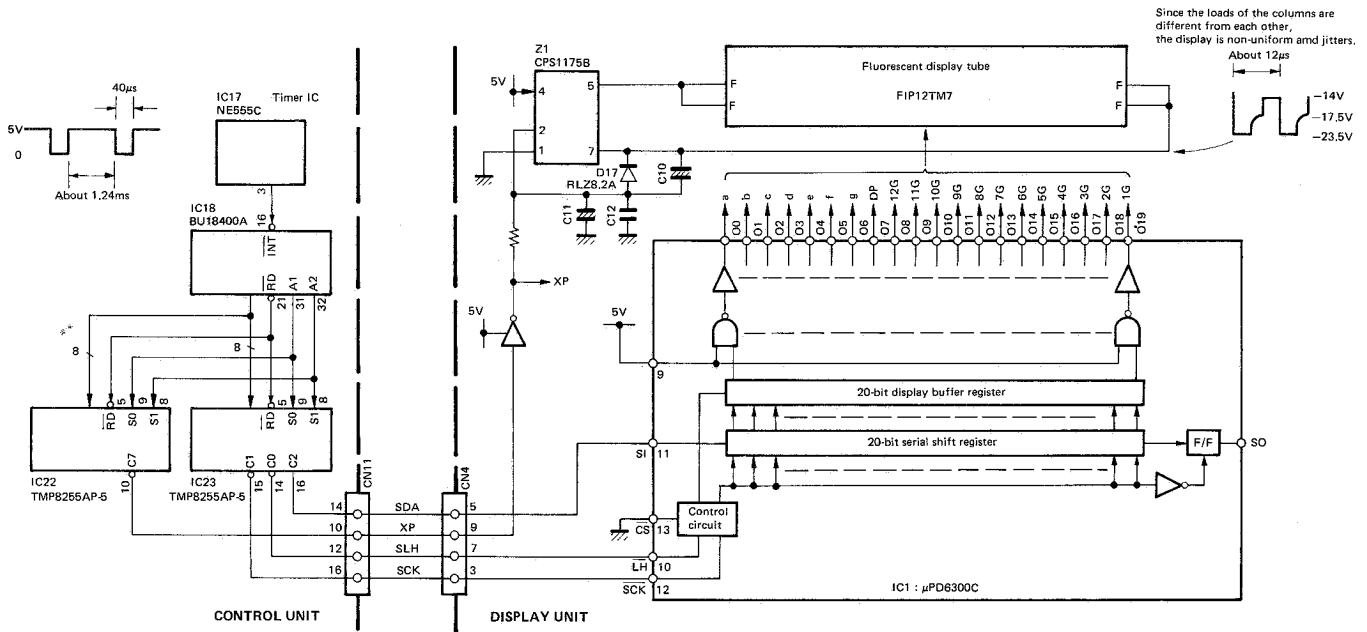 Since the loads of the columns are
different from each other,
the display is non-uniform amd jitters.
About 12µs
−14V
−17.5V
−23.5V
40µs
5V
0
About 1,24ms
IC17
NE555C
Timer IC
3
16
IC18
BU18400A
INT
RD
A1
A2
21
31
32
**
8
8
RD
5
S0
9
S1
8
RD
5
S0
9
S1
8
C7
10
C1
15
C0
14
C2
16
IC22
TMP8255AP-5
IC23
TMP8255AP-5
CN11
CN4
14
SDA
5
10
XP
9
12
SLH
7
16
SCK
3
CONTROL UNIT
DISPLAY UNIT
Z1
CPS1175B
5V
4
5
2
1
7
D17
RLZ8,2A
C10
C11
C12
XP
5V
Fluorescent display tube
FIP12TM7
F
F
F
F
a
b
c
d
e
f
g
DP
12G
11G
10G
9G
8G
7G
6G
5G
4G
3G
2G
1G
O0
O1
O2
O3
O4
O5
O6
O7
O8
O9
O10
O11
O12
O13
O14
O15
O16
O17
O18
O19
5V
9
20-bit display buffer register
20-bit serial shift register
F/F
SO
SI
11
Control
circuit
CS
13
LH
10
SCK
12
IC1 : µPD6300C